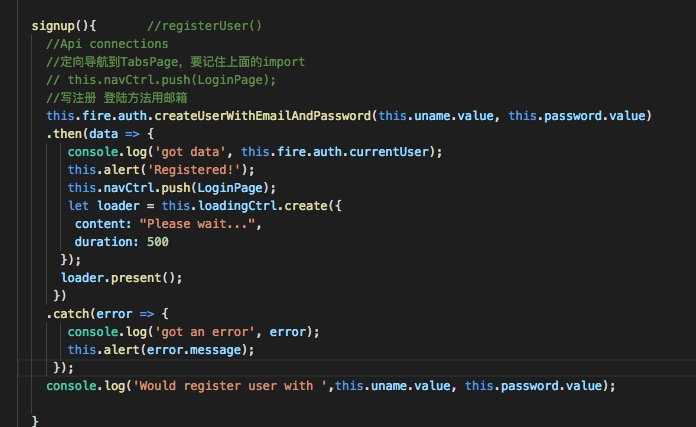 signup(){       //registerUser()
//Api connections
//定向导航到TabsPage，要记住上面的import
// this.navCtrl.push(LoginPage);
//写注册 登陆方法用邮箱
this.fire.auth.createUserWithEmailAndPassword(this.uname.value, this.password.value)
.then(data => {
console.log('got data', this.fire.auth.currentUser);
this.alert('Registered!');
this.navCtrl.push(LoginPage);
let loader = this.loadingCtrl.create({
content: "Please wait...",
duration: 500
});
loader.present();
})
.catch(error => {
console.log('got an error', error);
this.alert(error.message);
});
console.log('Would register user with ',this.uname.value, this.password.value);
}